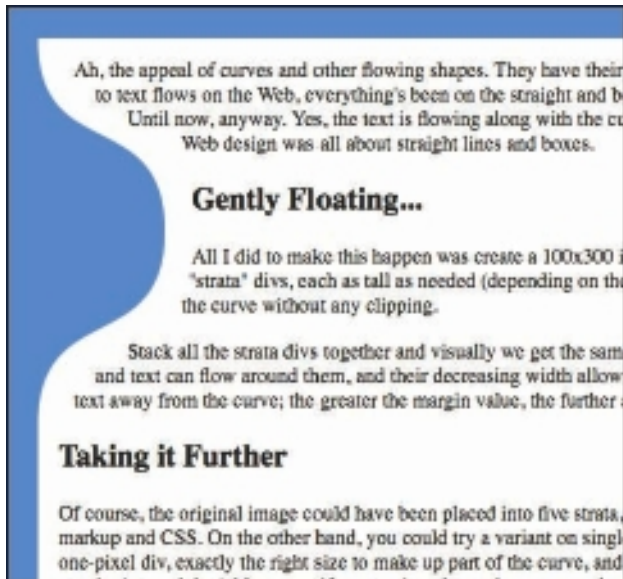 Ah, the appeal of curves and other flowing shapes. They have their
to text flows on the Web, everything's been on the straight and
Until now, anyway. Yes, the text is flowing along with the
Web design was all about straight lines and boxes.
Gently Floating...
All I did to make this happen was create a 100x300
"strata" divs, each as tall as needed (depending on the
the curve without any clipping.
Stack all the strata divs together and visually we get the
and text can flow around them, and their decreasing width
text away from the curve; the greater the margin value, the further
Taking it Further
Of course, the original image could have been placed into five strata,
markup and CSS. On the other hand, you could try a variant on
one-pixel div, exactly the right size to make up part of the curve, and